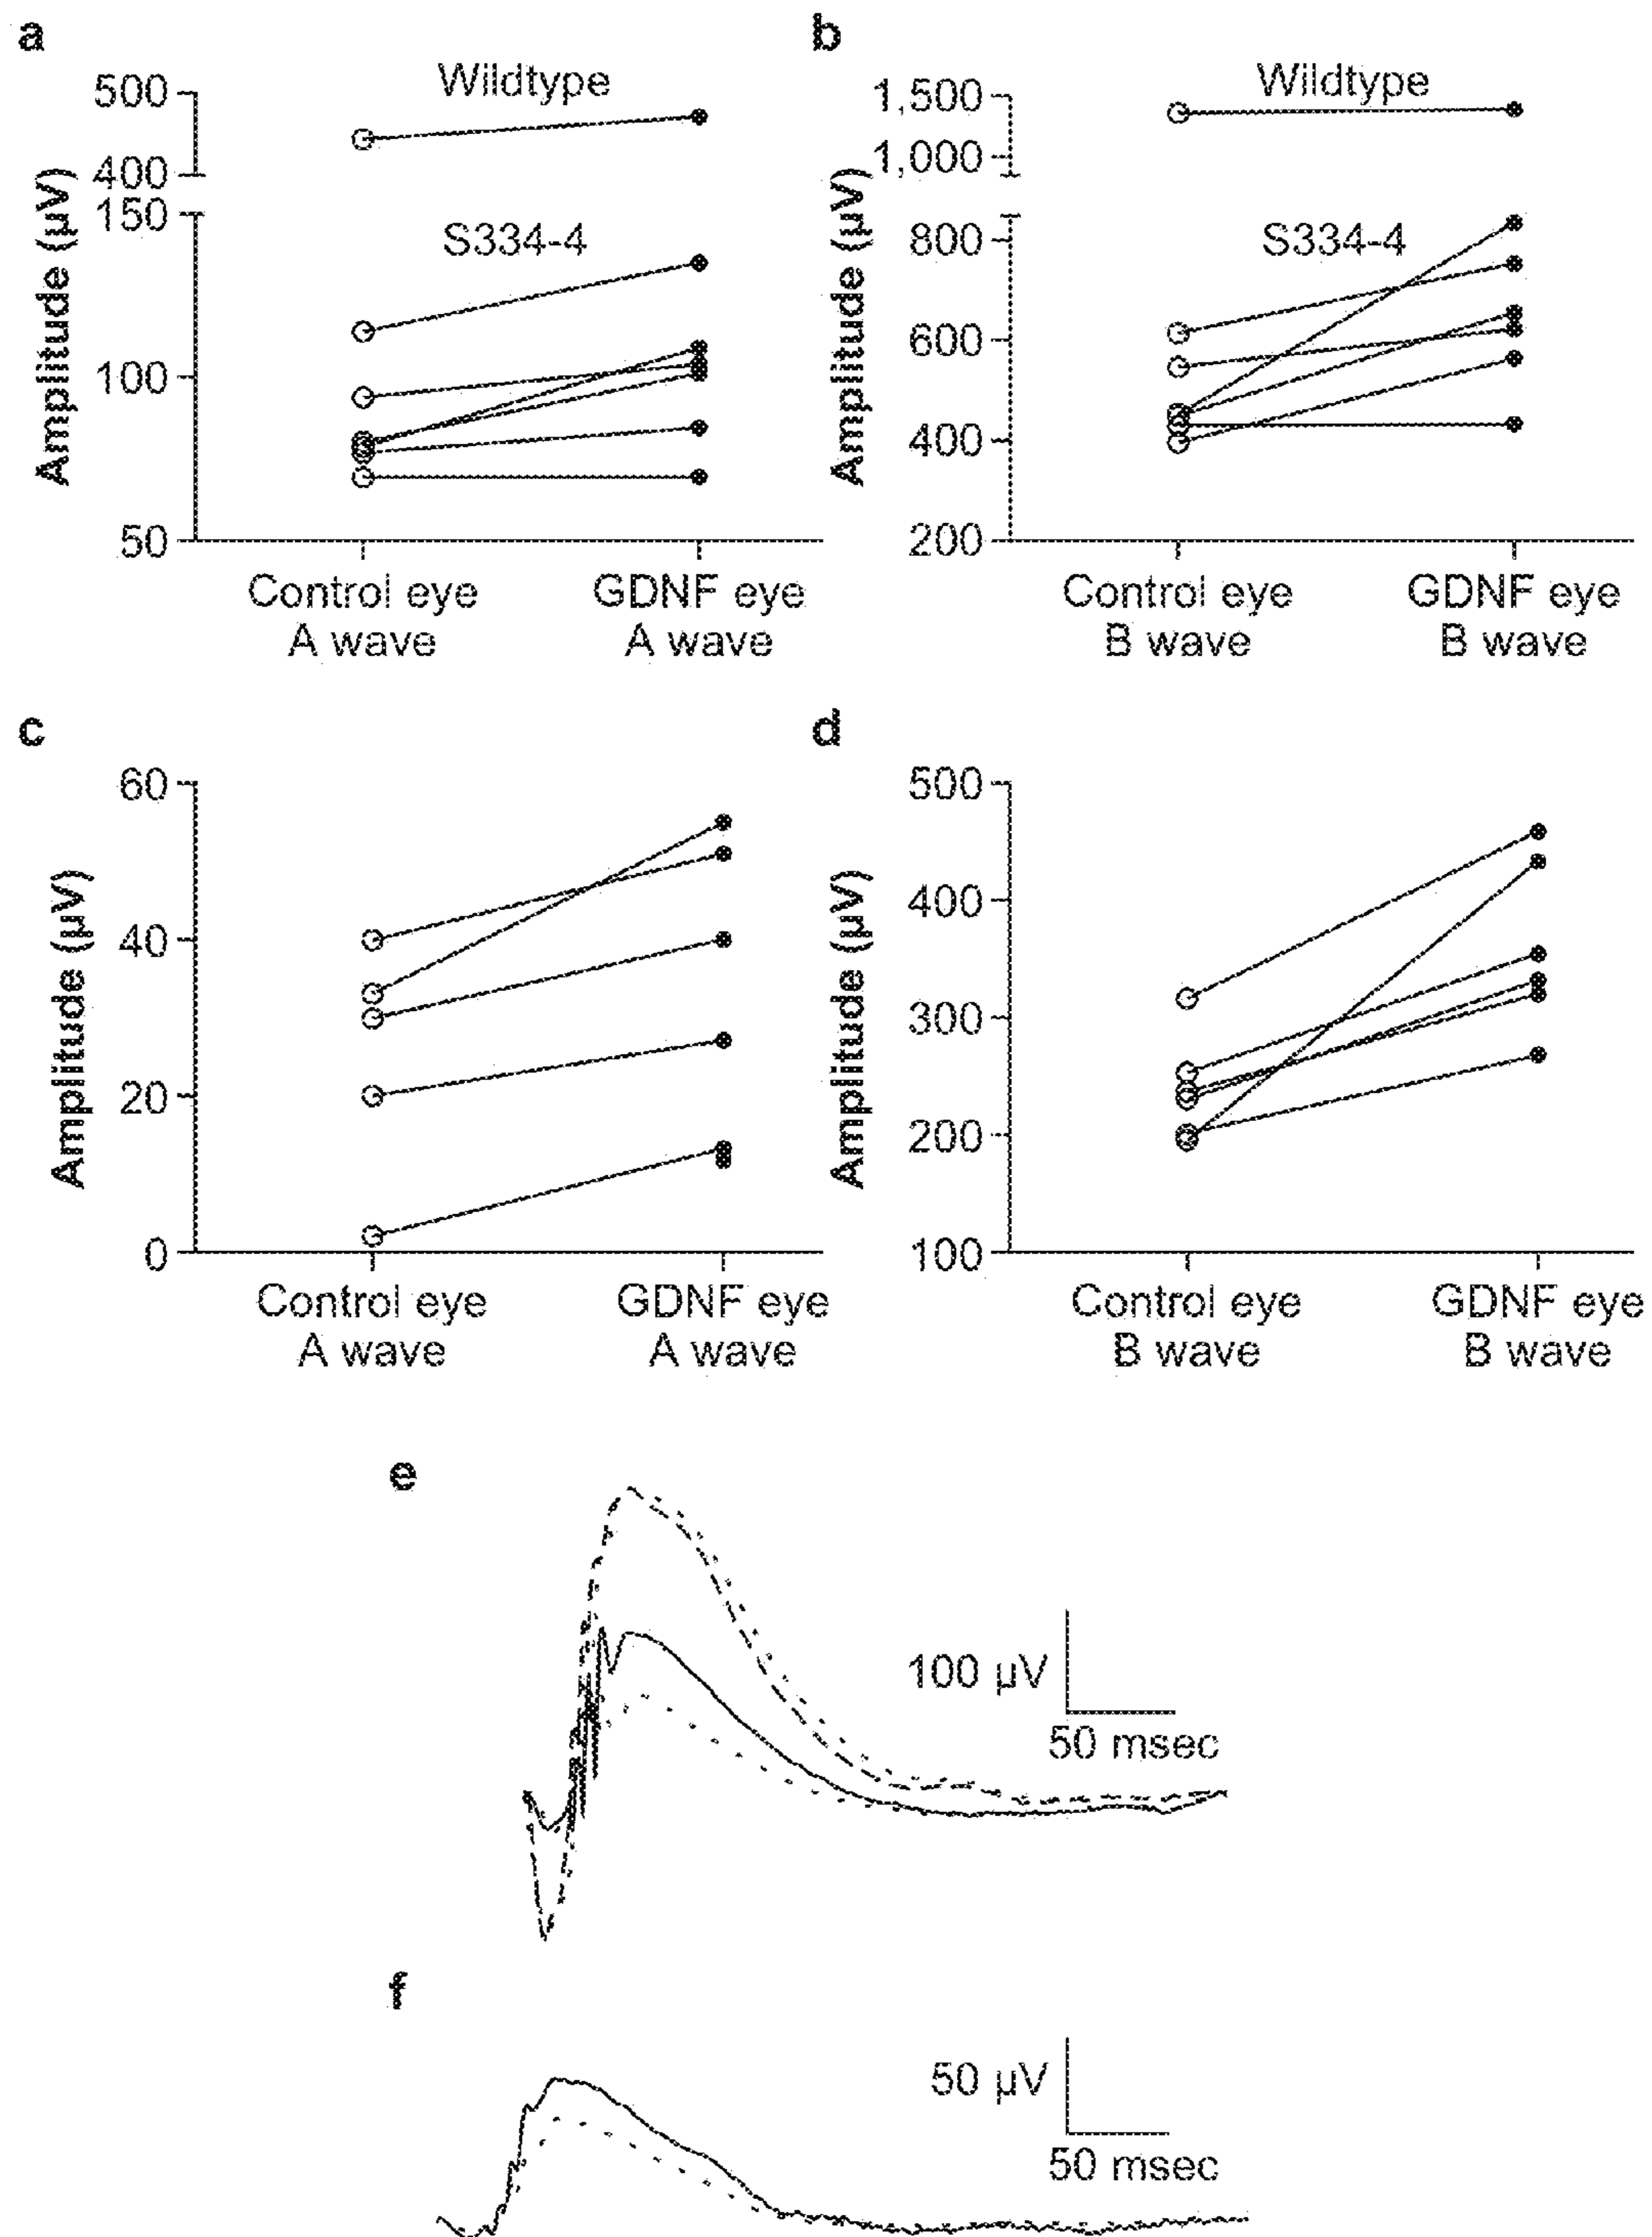 a
Wildtype
500
400
150
100
50
S334-4
Amplitude (µV)
Control eye
A wave
GDNF eye
A wave
b
Wildtype
1,500
1,000
800
600
400
200
S334-4
Amplitude (µV)
Control eye
B wave
GDNF eye
B wave
c
60
40
20
0
Amplitude (µV)
Control eye
A wave
GDNF eye
A wave
d
500
400
300
200
100
Amplitude (µV)
Control eye
B wave
GDNF eye
B wave
e
100 µV
50 msec
f
50 µV
50 msec